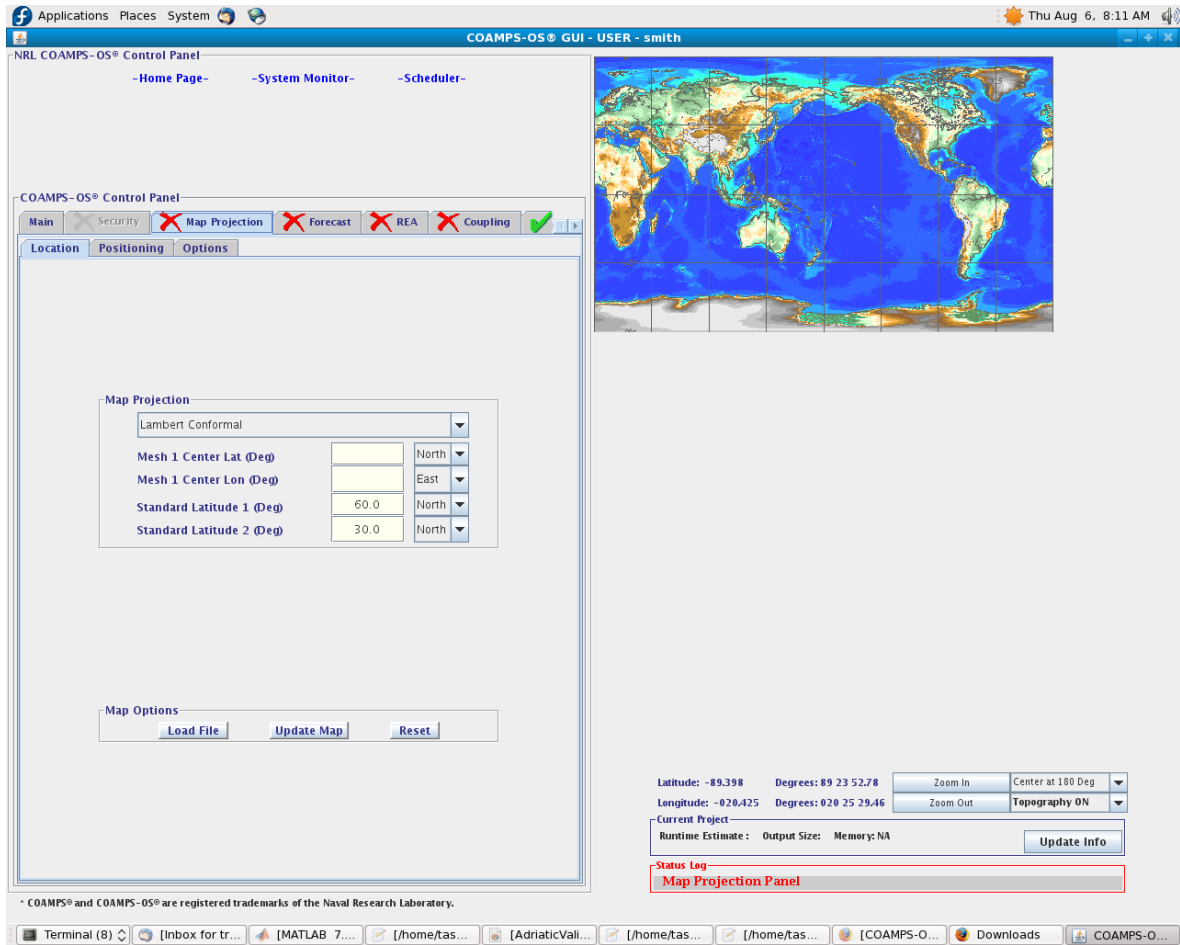 Applications Places System Thu Aug 6, 8:11 AM
COAMPS-OS® GUI - USER - smith
NRL COAMPS-OS® Control Panel
-Home Page- -System Monitor- -Scheduler-
COAMPS-OS® Control Panel
Main Security Map Projection Forecast REA Coupling
Location Positioning Options
Map Projection
Lambert Conformal
Mesh 1 Center Lat (Deg) North
Mesh 1 Center Lon (Deg) East
Standard Latitude 1 (Deg) 60.0 North
Standard Latitude 2 (Deg) 30.0 North
Map Options
Load File Update Map Reset
Latitude: -89.398 Degrees: 89 23 52.78 Zoom In Center at 180 Deg
Longitude: -020.425 Degrees: 020 25 29.46 Zoom Out Topography ON
Current Project
Runtime Estimate : Output Size: Memory: NA Update Info
Status Log
Map Projection Panel
* COAMPS® and COAMPS-OS® are registered trademarks of the Naval Research Laboratory.
Terminal (8) [Inbox for tr... [MATLAB 7.... [/home/tas... [AdriaticVali... [/home/tas... [/home/tas... [COAMPS-O... Downloads COAMPS-O...